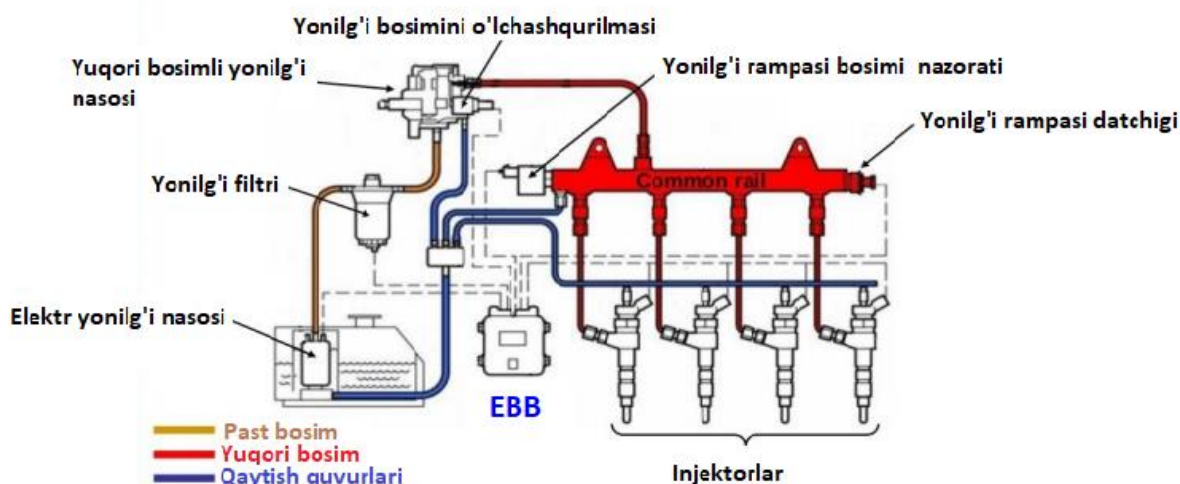 Yonilg'i bosimini o'lchashqurilmasi
Yuqori bosimli yonilg'i
nasosi
Yonilg'i rampasi bosimi nazorati
Yonilg'i rampasi datchigi
Common rail
Yonilg'i filtri
Elektr yonilg'i nasosi
EBB
Past bosim
Yuqori bosim
Qaytish quvurlari
Injektorlar